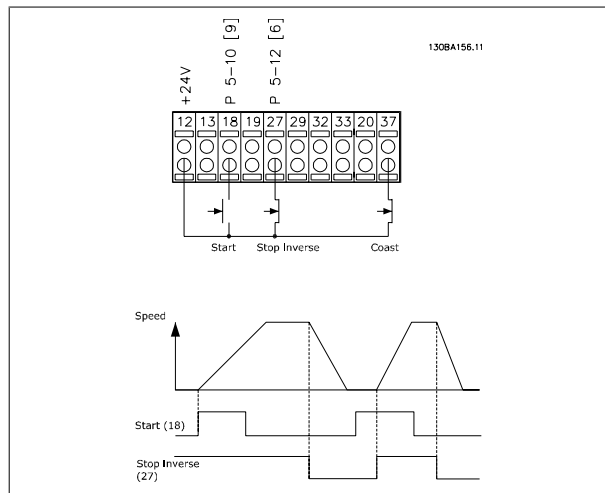 130BA156.11
+24V
P 5-10 [9]
P 5-12 [6]
12 13 18 19 27 29 32 33 20 37
Start Stop Inverse Coast
Speed
Start (18)
Stop Inverse
(27)